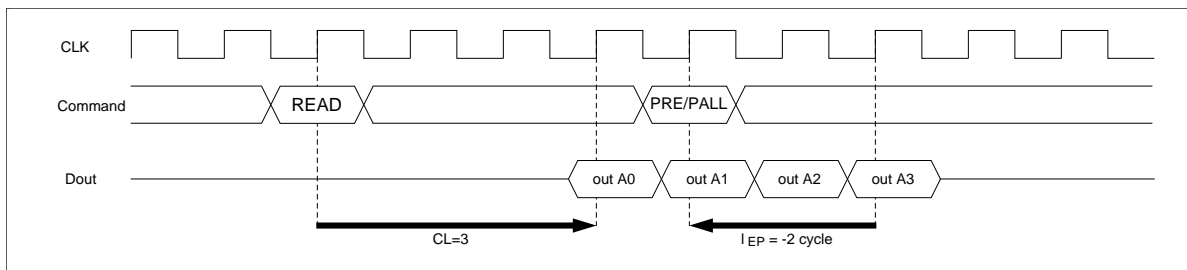 CLK
Command
READ
PRE/PALL
Dout
out A0
out A1
out A2
out A3
CL=3
l EP = -2 cycle